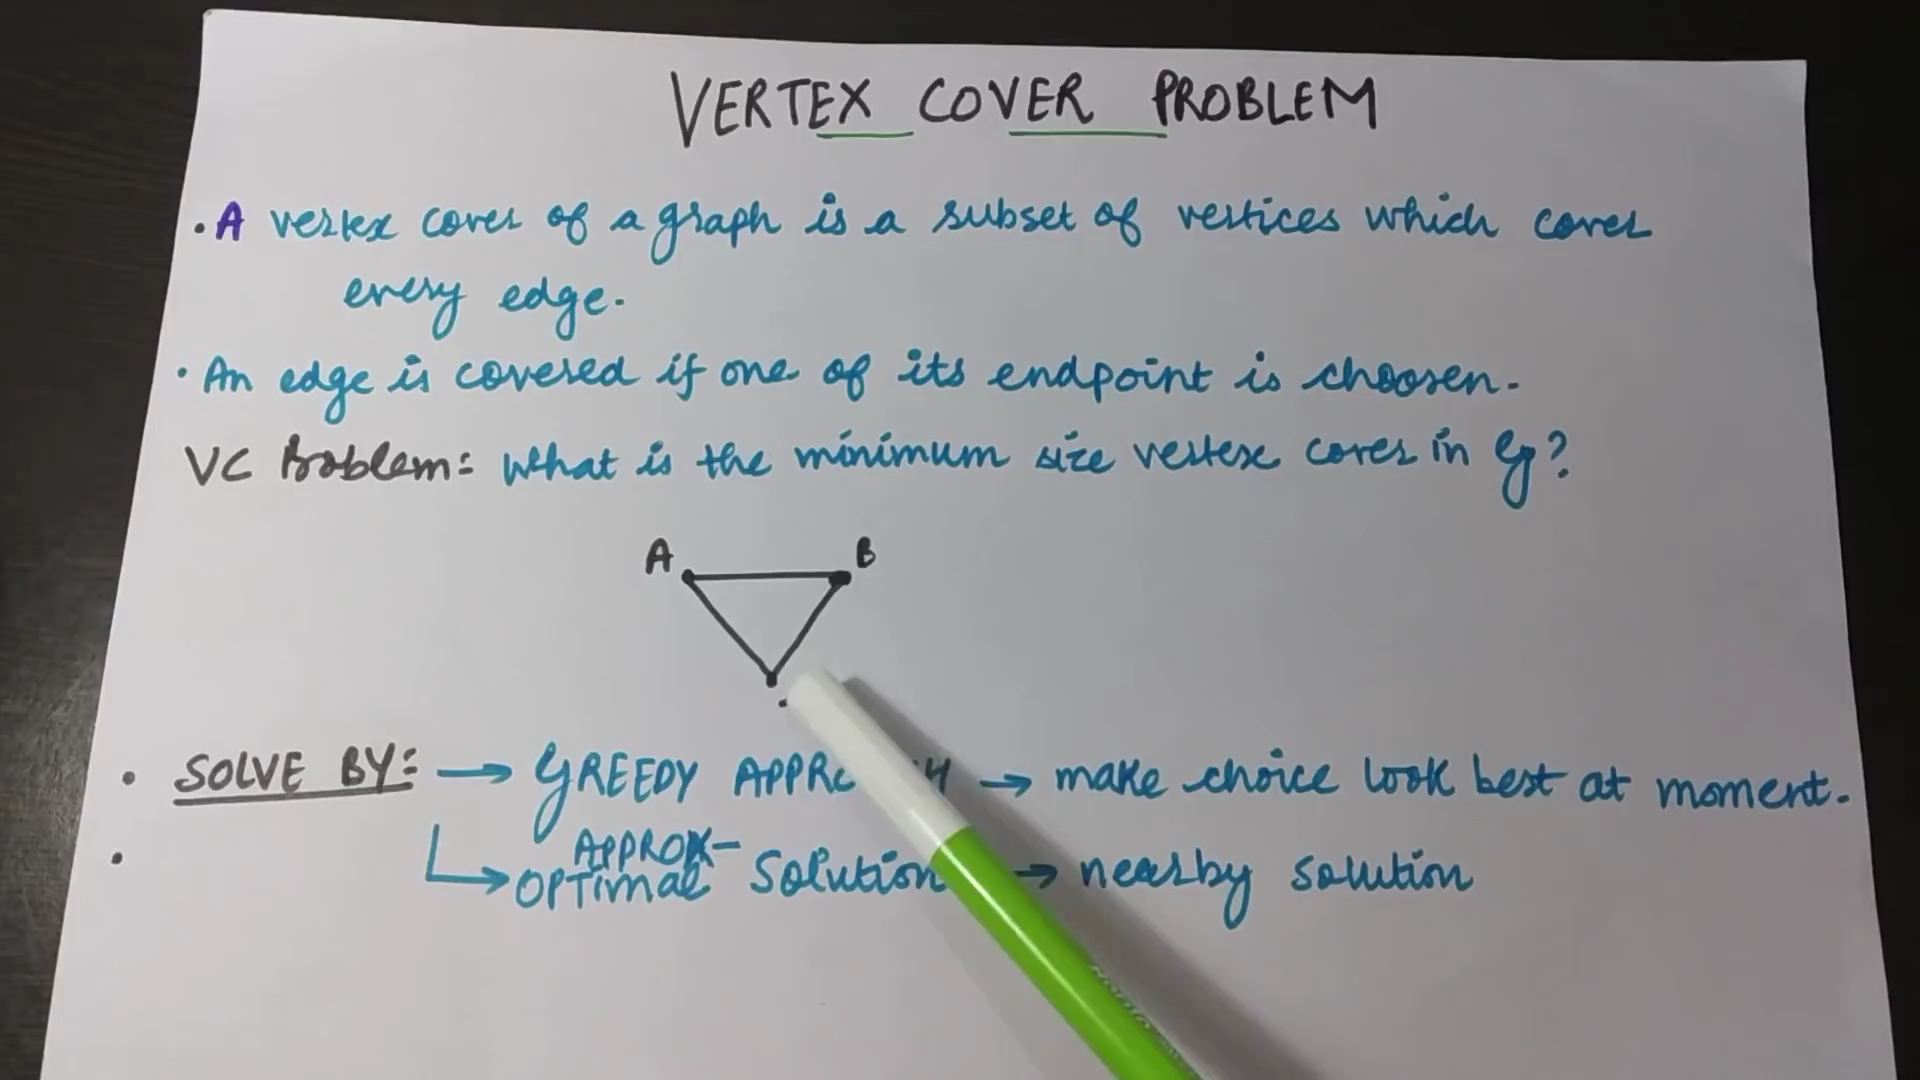 VERTEX COVER PROBLEM
• A vertex cover of a graph is a subset of vertices which cover
every edge.
• An edge is covered if one of its endpoint is choosen.
VC Problem: What is the minimum size vertex cover in G?
A B
• SOLVE BY: → GREEDY → make choice look best at moment.
• APPROX-
OPTIMAL Solution → nearby solution